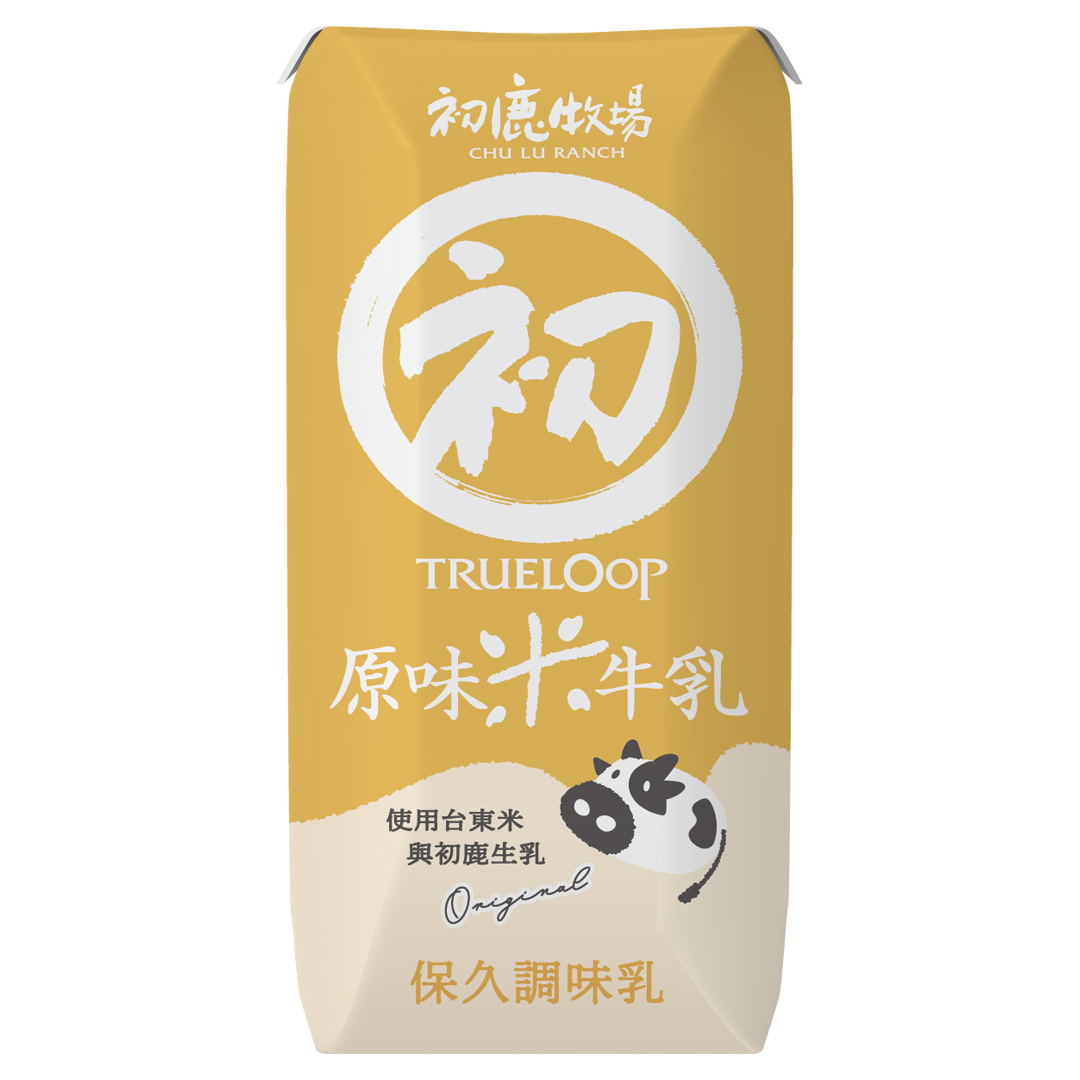 初鹿牧場
CHU LU RANCH
初
TRUELOOP
原味米牛乳
使用台東米
與初鹿生乳
Original
保久調味乳